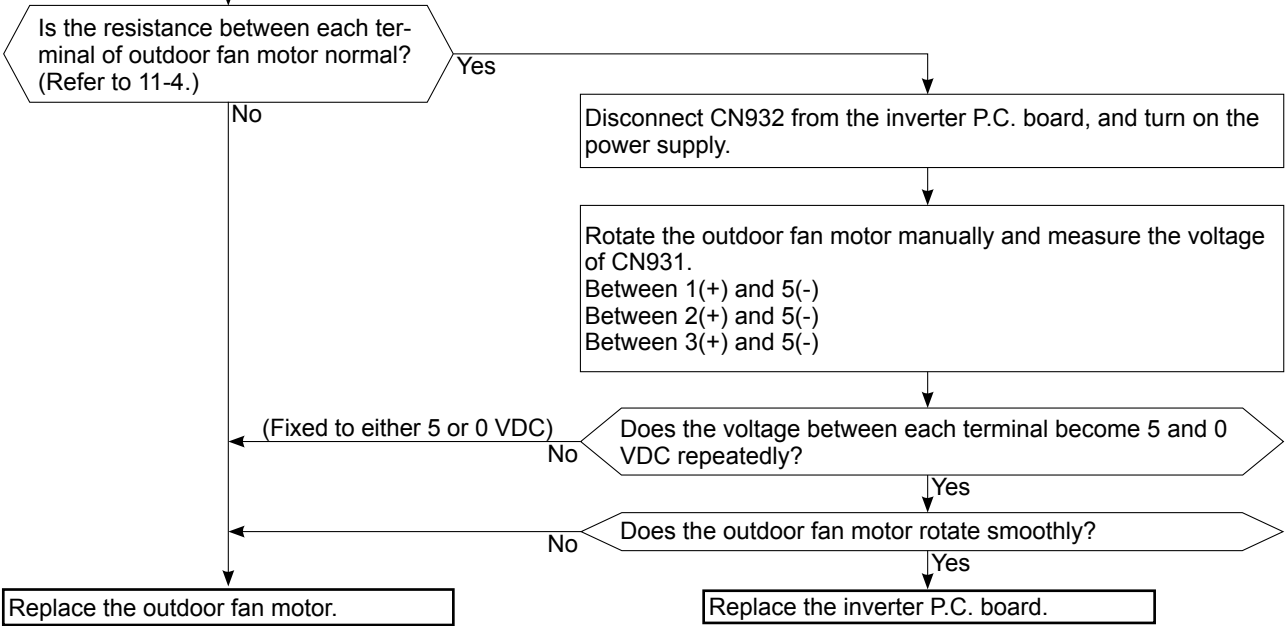 Is the resistance between each ter-
minal of outdoor fan motor normal?
(Refer to 11-4.)
Yes
No
Disconnect CN932 from the inverter P.C. board, and turn on the
power supply.
Rotate the outdoor fan motor manually and measure the voltage
of CN931.
Between 1(+) and 5(-)
Between 2(+) and 5(-)
Between 3(+) and 5(-)
(Fixed to either 5 or 0 VDC)
No
Does the voltage between each terminal become 5 and 0
VDC repeatedly?
Yes
No
Does the outdoor fan motor rotate smoothly?
Yes
Replace the outdoor fan motor.
Replace the inverter P.C. board.